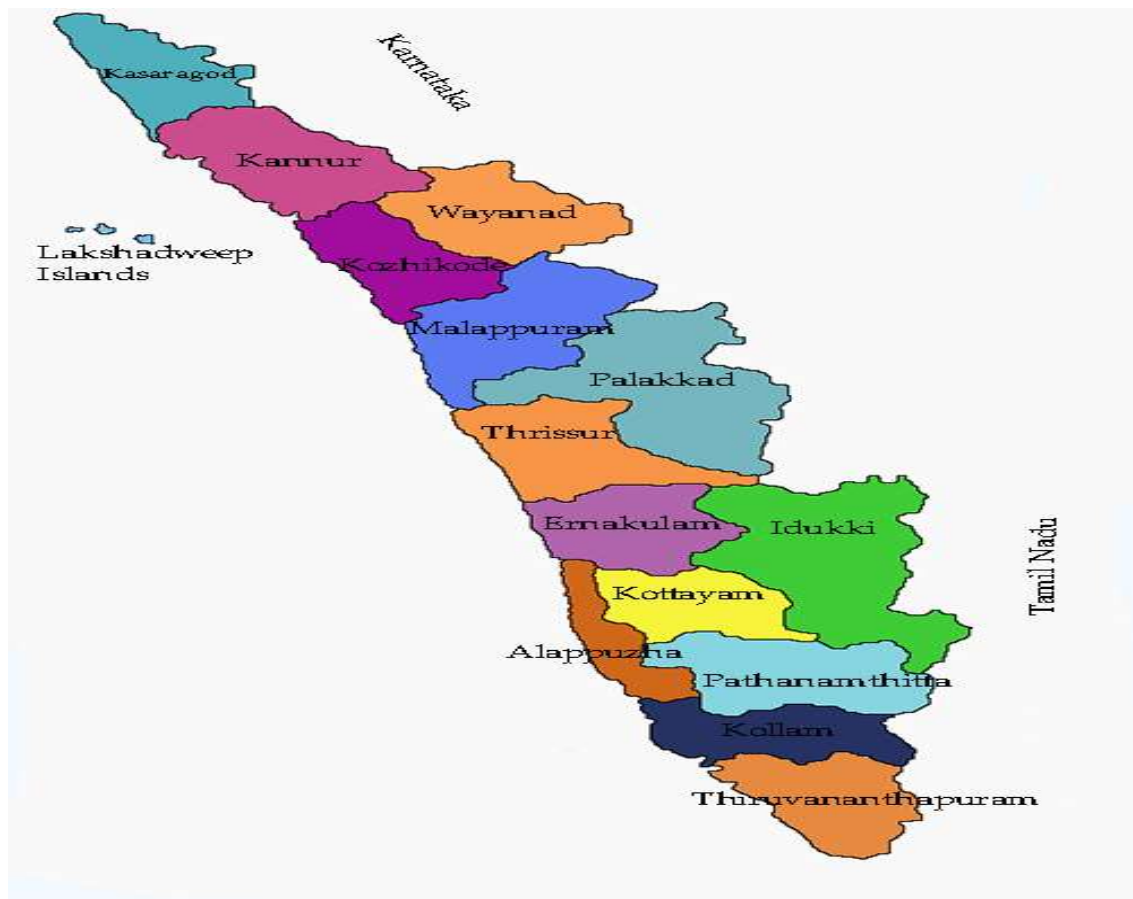 Karnataka
Kasaragod
Kannur
Wayanad
Lakshadweep
Islands
Kozhikode
Malappuram
Palakkad
Thrissur
Ernakulam
Idukki
Tamil Nadu
Kottayam
Alappuzha
Pathanamthitta
Kollam
Thiruvananthapuram